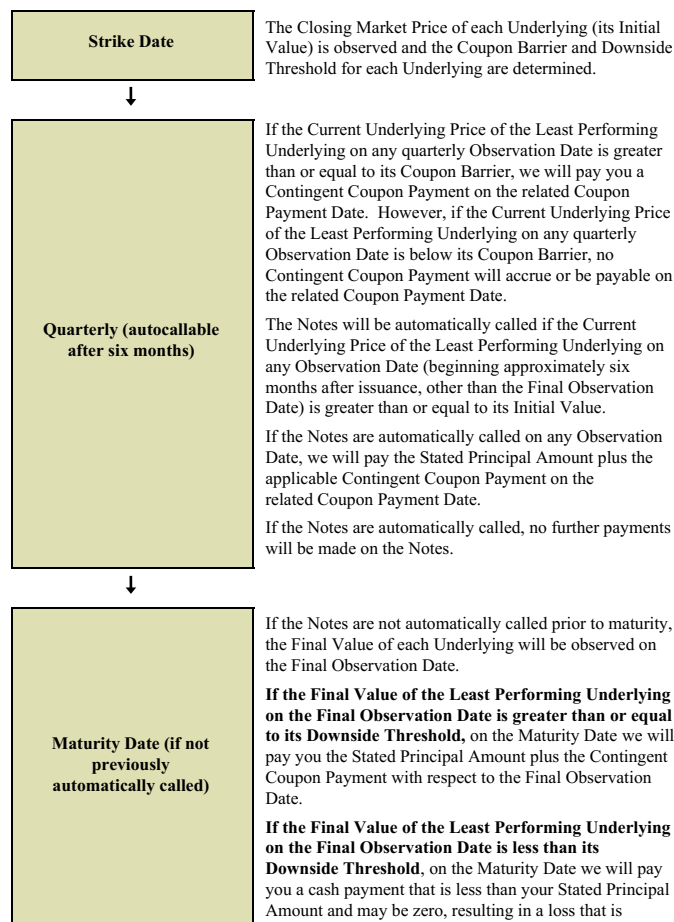 Strike Date
The Closing Market Price of each Underlying (its Initial
Value) is observed and the Coupon Barrier and Downside
Threshold for each Underlying are determined.
Quarterly (autocallable
after six months)
If the Current Underlying Price of the Least Performing
Underlying on any quarterly Observation Date is greater
than or equal to its Coupon Barrier, we will pay you a
Contingent Coupon Payment on the related Coupon
Payment Date. However, if the Current Underlying Price
of the Least Performing Underlying on any quarterly
Observation Date is below its Coupon Barrier, no
Contingent Coupon Payment will accrue or be payable on
the related Coupon Payment Date.
The Notes will be automatically called if the Current
Underlying Price of the Least Performing Underlying on
any Observation Date (beginning approximately six
months after issuance, other than the Final Observation
Date) is greater than or equal to its Initial Value.
If the Notes are automatically called on any Observation
Date, we will pay the Stated Principal Amount plus the
applicable Contingent Coupon Payment on the
related Coupon Payment Date.
If the Notes are automatically called, no further payments
will be made on the Notes.
Maturity Date (if not
previously
automatically called)
If the Notes are not automatically called prior to maturity,
the Final Value of each Underlying will be observed on
the Final Observation Date.
If the Final Value of the Least Performing Underlying
on the Final Observation Date is greater than or equal
to its Downside Threshold, on the Maturity Date we will
pay you the Stated Principal Amount plus the Contingent
Coupon Payment with respect to the Final Observation
Date.
If the Final Value of the Least Performing Underlying
on the Final Observation Date is less than its
Downside Threshold, on the Maturity Date we will pay
you a cash payment that is less than your Stated Principal
Amount and may be zero, resulting in a loss that is